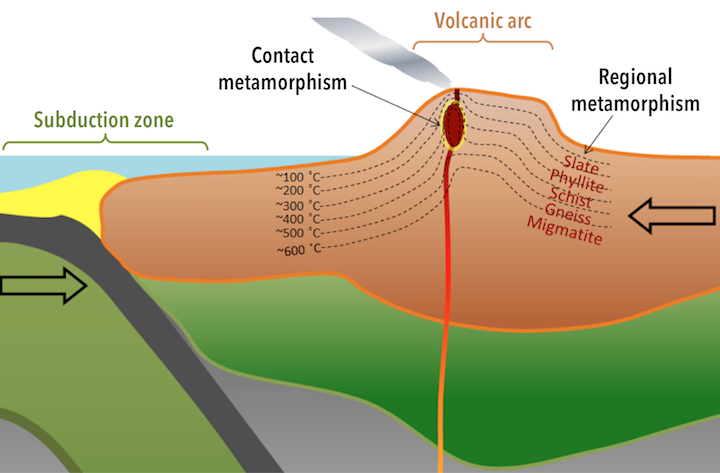 Volcanic arc
Contact
metamorphism
Regional
metamorphism
Subduction zone
~100 ˚C
~200 ˚C
~300 ˚C
~400 ˚C
~500 ˚C
~600 ˚C
Slate
Phyllite
Schist
Gneiss
Migmatite